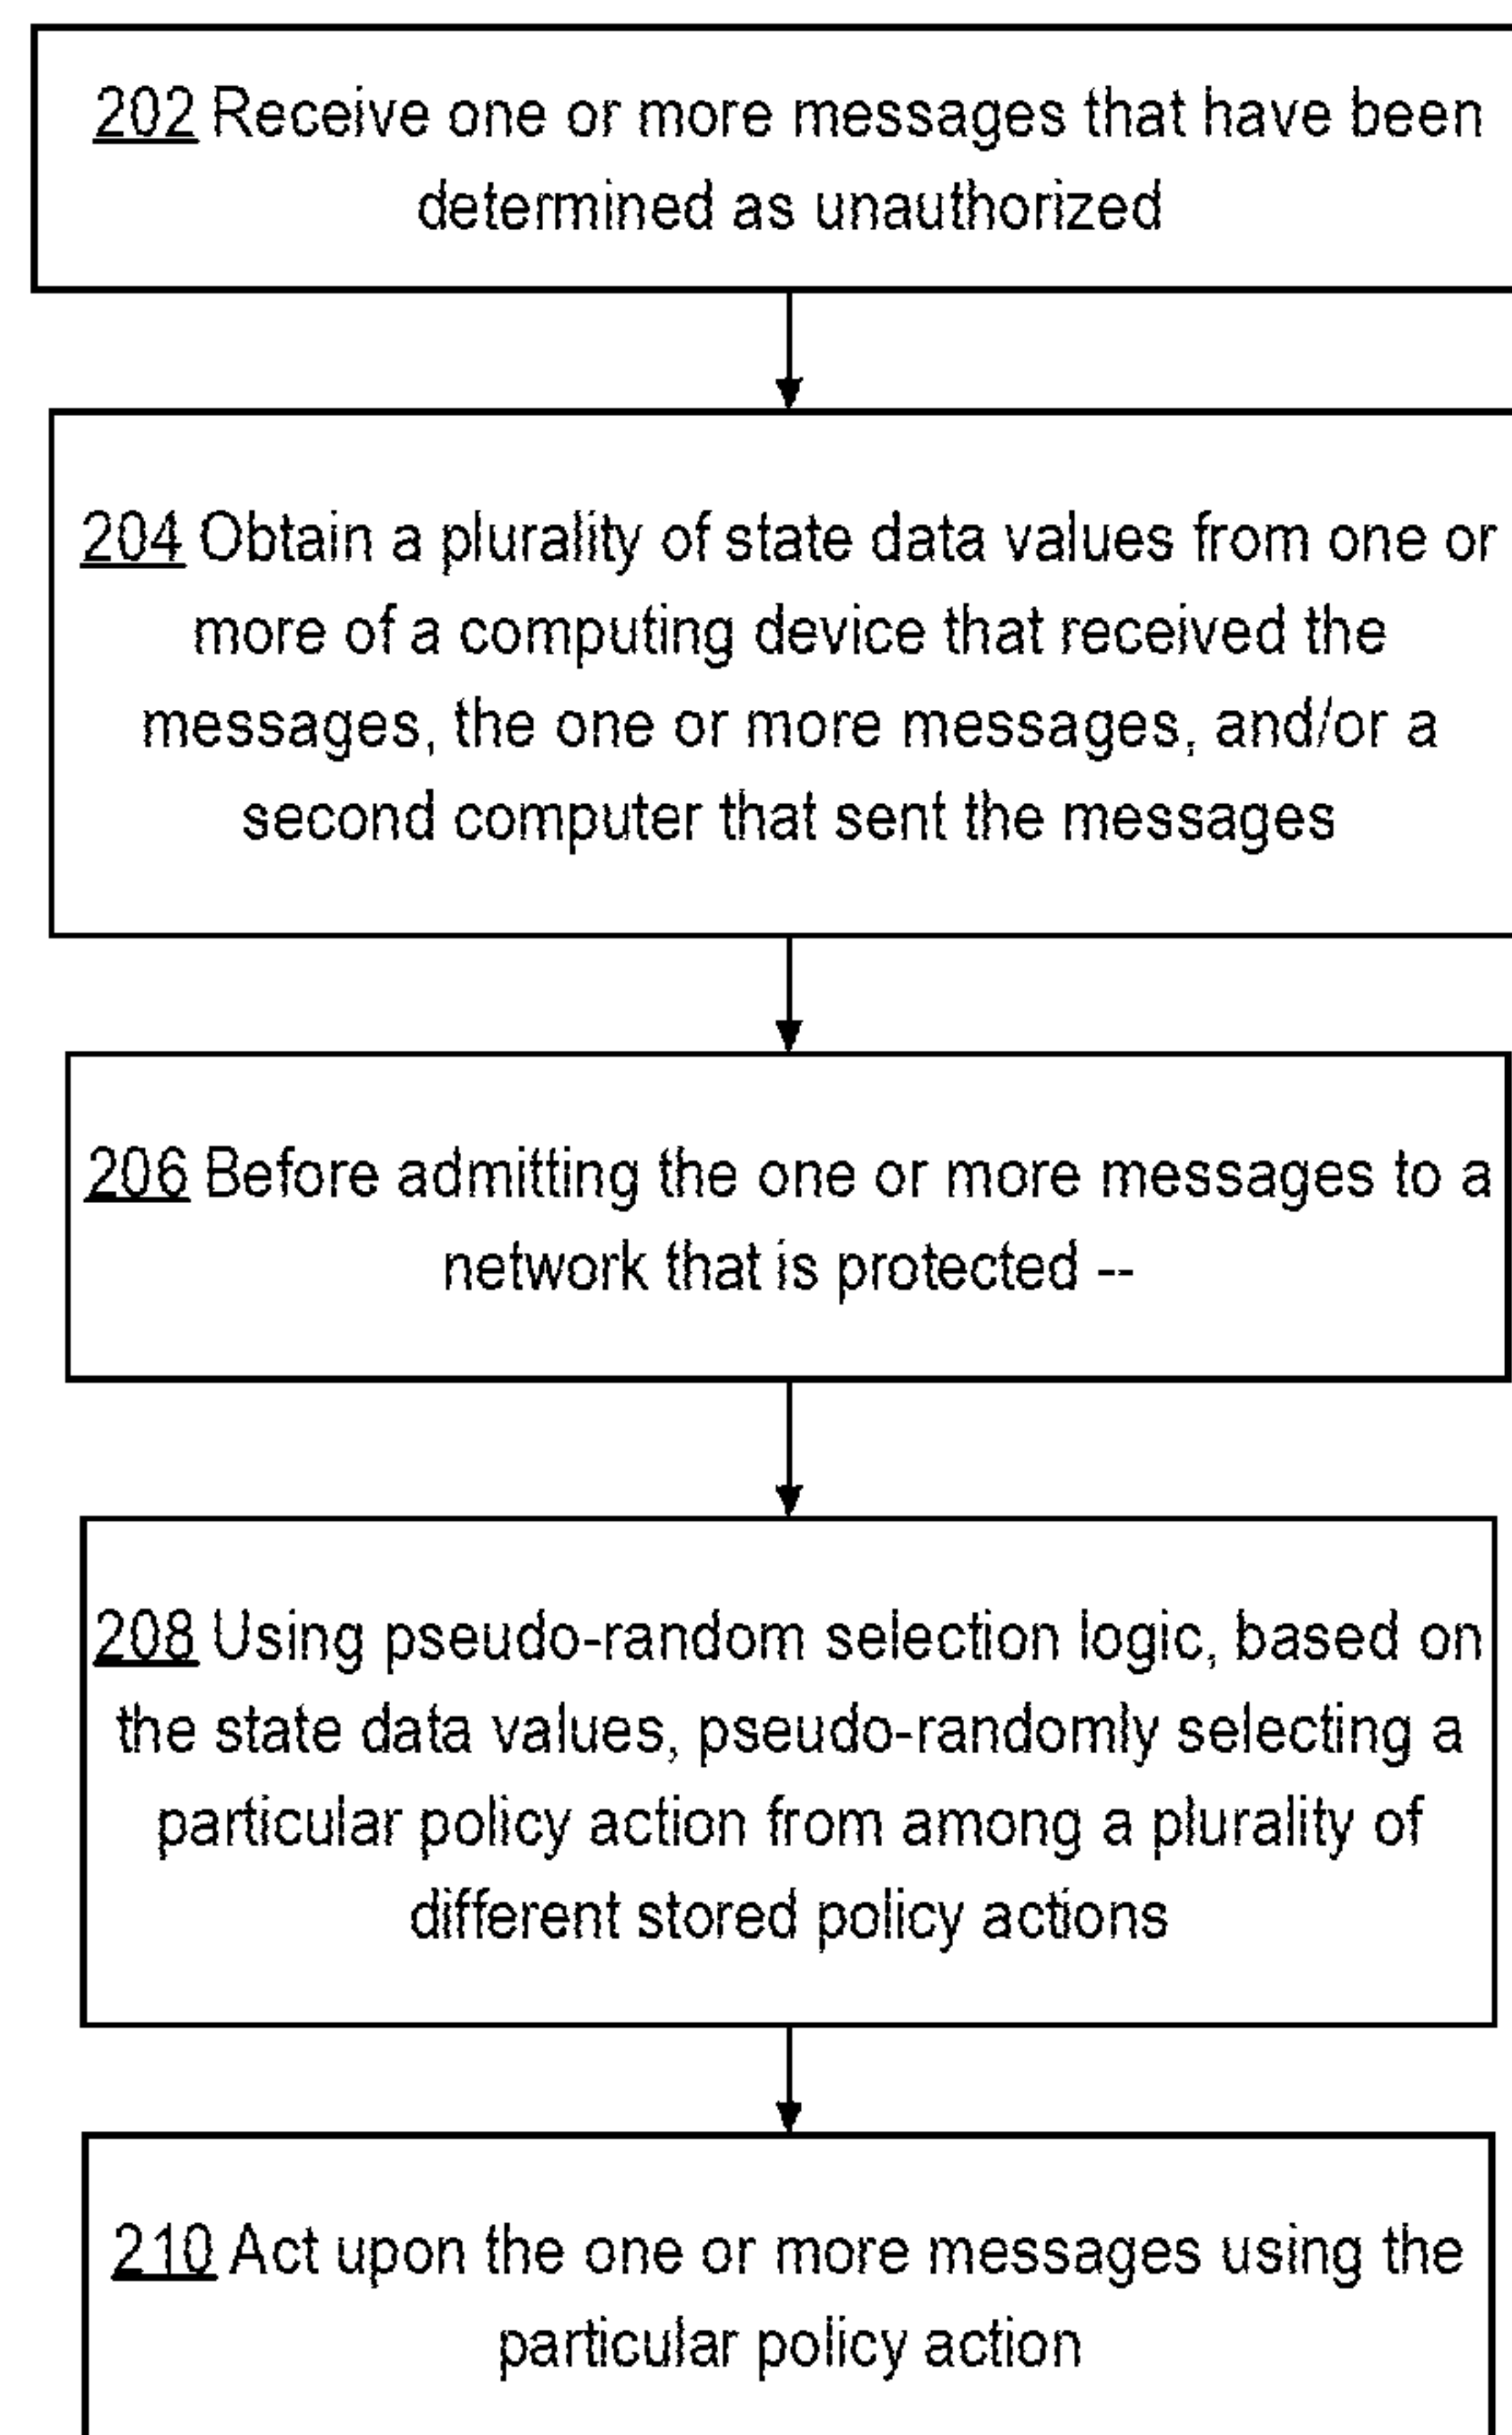 202 Receive one or more messages that have been
determined as unauthorized
204 Obtain a plurality of state data values from one or
more of a computing device that received the
messages, the one or more messages, and/or a
second computer that sent the messages
206 Before admitting the one or more messages to a
network that is protected --
208 Using pseudo-random selection logic, based on
the state data values, pseudo-randomly selecting a
particular policy action from among a plurality of
different stored policy actions
210 Act upon the one or more messages using the
particular policy action